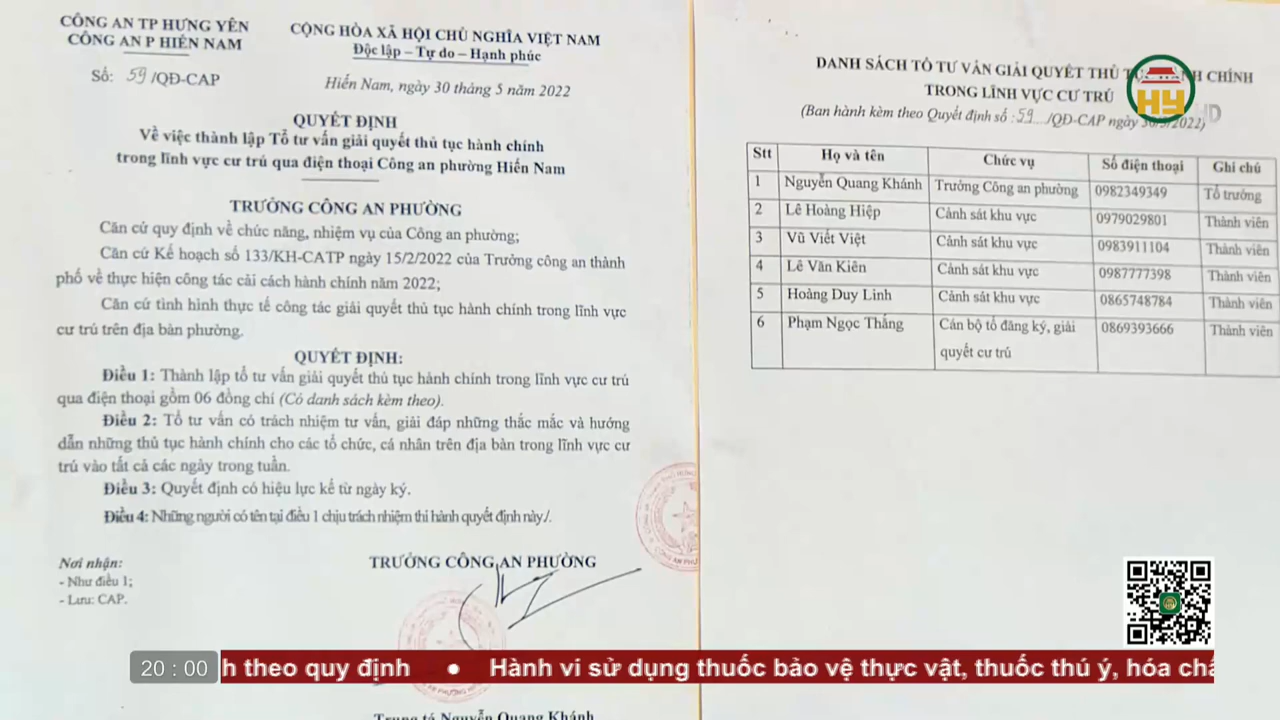 CÔNG AN TP HƯNG YÊN
CÔNG AN P HIẾN NAM
Số: 59 /QĐ-CAP
CỘNG HÒA XÃ HỘI CHỦ NGHĨA VIỆT NAM
Độc lập – Tự do – Hạnh phúc
Hiến Nam, ngày 30 tháng 5 năm 2022
QUYẾT ĐỊNH
Về việc thành lập Tổ tư vấn giải quyết thủ tục hành chính
trong lĩnh vực cư trú qua điện thoại Công an phường Hiến Nam
TRƯỞNG CÔNG AN PHƯỜNG
Căn cứ quy định về chức năng, nhiệm vụ của Công an phường;
Căn cứ Kế hoạch số 133/KH-CATP ngày 15/2/2022 của Trưởng công an thành
phố về thực hiện công tác cải cách hành chính năm 2022;
Căn cứ tình hình thực tế công tác giải quyết thủ tục hành chính trong lĩnh vực
cư trú trên địa bàn phường.
QUYẾT ĐỊNH:
Điều 1: Thành lập tổ tư vấn giải quyết thủ tục hành chính trong lĩnh vực cư trú
qua điện thoại gồm 06 đồng chí (Có danh sách kèm theo).
Điều 2: Tổ tư vấn có trách nhiệm tư vấn, giải đáp những thắc mắc và hướng
dẫn những thủ tục hành chính cho các tổ chức, cá nhân trên địa bàn trong lĩnh vực cư
trú vào tất cả các ngày trong tuần.
Điều 3: Quyết định có hiệu lực kể từ ngày ký.
Điều 4: Những người có tên tại điều 1 chịu trách nhiệm thi hành quyết định này/.
Nơi nhận:
- Như điều 1;
- Lưu: CAP.
TRƯỞNG CÔNG AN PHƯỜNG
Trung tá Nguyễn Quang Khánh
DANH SÁCH TỔ TƯ VẤN GIẢI QUYẾT THỦ TỤC HÀNH CHÍNH
TRONG LĨNH VỰC CƯ TRÚ
(Ban hành kèm theo Quyết định số :59 /QĐ-CAP ngày 30/5/2022)
HY HD
Stt Họ và tên Chức vụ Số điện thoại Ghi chú
1 Nguyễn Quang Khánh Trưởng Công an phường 0982349349 Tổ trưởng
2 Lê Hoàng Hiệp Cảnh sát khu vực 0979029801 Thành viên
3 Vũ Viết Việt Cảnh sát khu vực 0983911104 Thành viên
4 Lê Văn Kiên Cảnh sát khu vực 0987777398 Thành viên
5 Hoàng Duy Linh Cảnh sát khu vực 0865748784 Thành viên
6 Phạm Ngọc Thắng Cán bộ tổ đăng ký, giải 0869393666 Thành viên
quyết cư trú
20 : 00 h theo quy định • Hành vi sử dụng thuốc bảo vệ thực vật, thuốc thú ý, hóa chấ